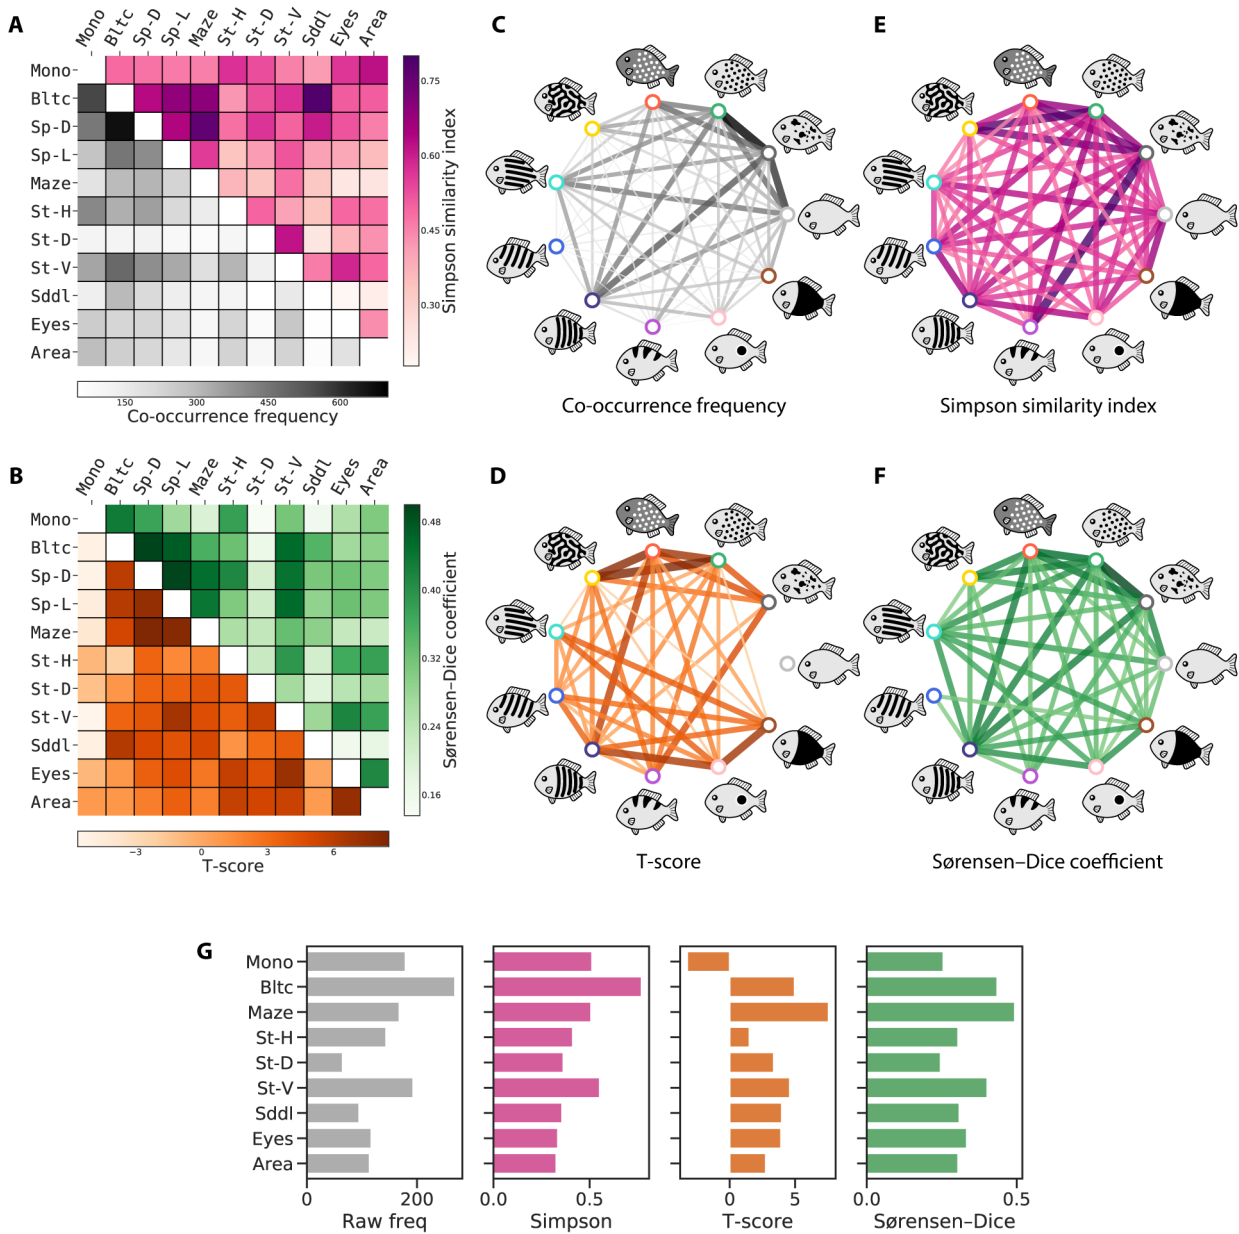 A
Mono Bltc Sp-D Sp-L Maze St-H St-D St-V Sddl Eyes Area
Mono
Bltc
Sp-D
Sp-L
Maze
St-H
St-D
St-V
Sddl
Eyes
Area
0.75
0.60
0.45
0.30
Simpson similarity index
150 300 450 600
Co-occurrence frequency
C
Co-occurrence frequency
E
Simpson similarity index
B
Mono Bltc Sp-D Sp-L Maze St-H St-D St-V Sddl Eyes Area
Mono
Bltc
Sp-D
Sp-L
Maze
St-H
St-D
St-V
Sddl
Eyes
Area
0.48
0.40
0.32
0.24
0.16
Sørensen–Dice coefficient
−3 0 3 6
T-score
D
T-score
F
Sørensen–Dice coefficient
G
Mono
Bltc
Maze
St-H
St-D
St-V
Sddl
Eyes
Area
0 200
Raw freq
0.0 0.5
Simpson
0 5
T-score
0.0 0.5
Sørensen–Dice